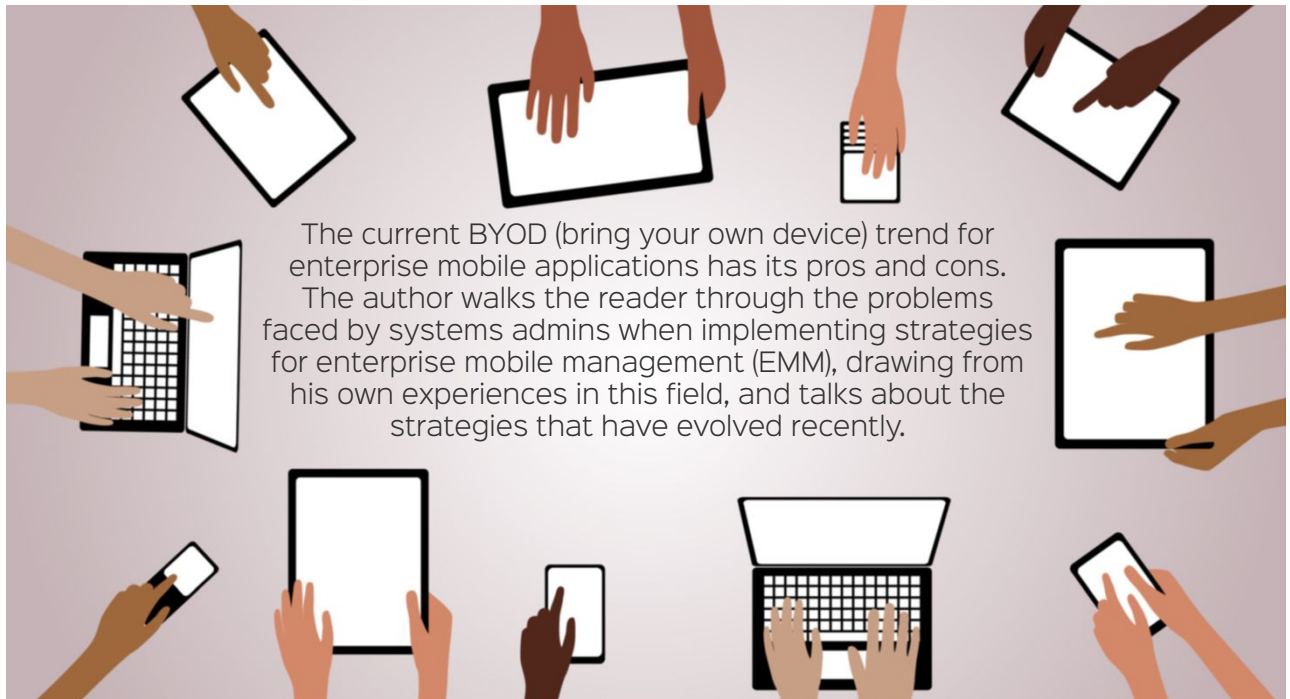 The current BYOD (bring your own device) trend for
enterprise mobile applications has its pros and cons.
The author walks the reader through the problems
faced by systems admins when implementing strategies
for enterprise mobile management (EMM), drawing from
his own experiences in this field, and talks about the
strategies that have evolved recently.